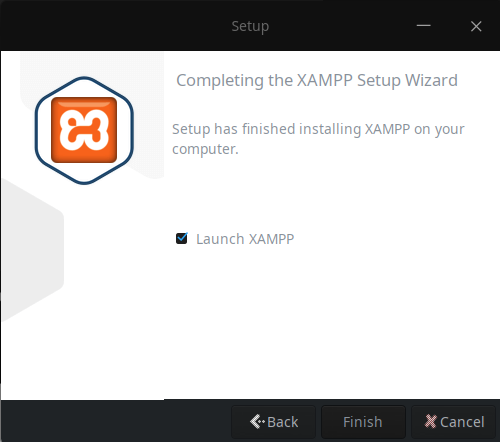 Setup
Completing the XAMPP Setup Wizard
Setup has finished installing XAMPP on your
computer.
Launch XAMPP
Back
Finish
Cancel